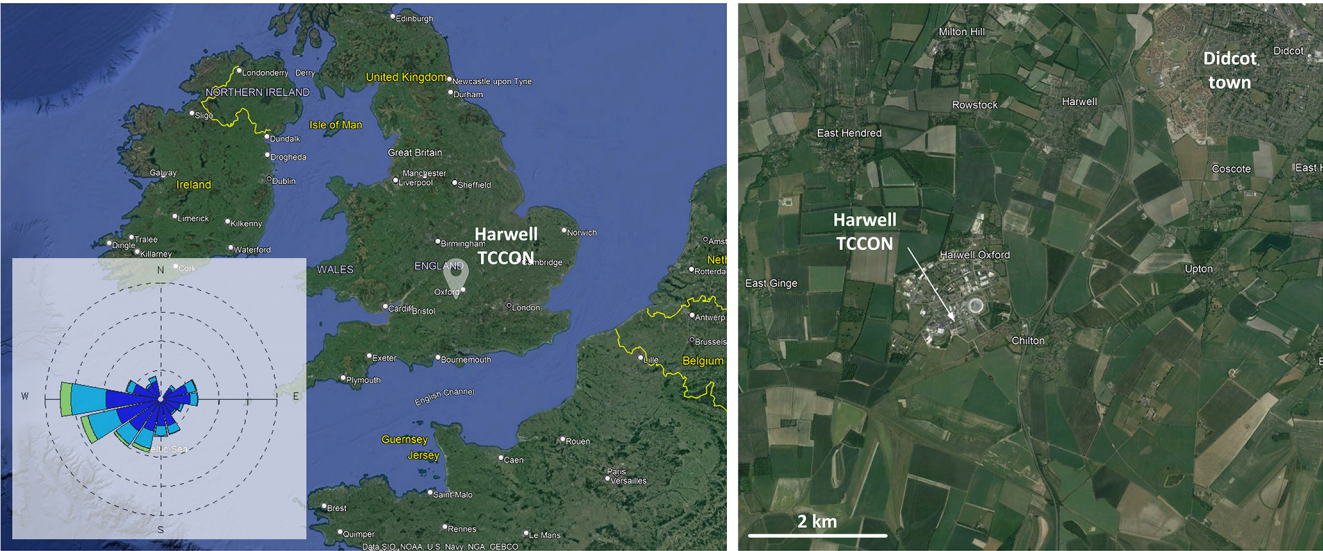 Edinburgh
United Kingdom
Londonderry Derry
Newcastle upon Tyne
NORTHERN IRELAND
Durham
Sligo
Isle of Man
Dundalk
Great Britain
Drogheda
Galway
Manchester
Ireland
Dublin
Liverpool
Sheffield
Limerick
Kilkenny
Harwell
TCCON
Norwich
Tralee
Dingle
Birmingham
Killarney
Waterford
Cork
WALES
ENGLAND
Cambridge
Amst
Neth
Rotterda
Oxford
Cardiff
Bristol
London
Antwerp
Brussels
Exeter
Bournemouth
Lille
Belgium
Plymouth
English Channel
Guernsey
Jersey
Rouen
Caen
Paris
Versailles
Saint-Malo
Brest
Rennes
Quimper
Le Mans
Data SIO, NOAA, U.S. Navy, NGA, GEBCO
N
W
E
S
Milton Hill
Didcot
town
Didcot
Rowstock
Harwell
East Hendred
Coscote
East H
Harwell
TCCON
Harwell Oxford
East Ginge
Upton
Chilton
2 km